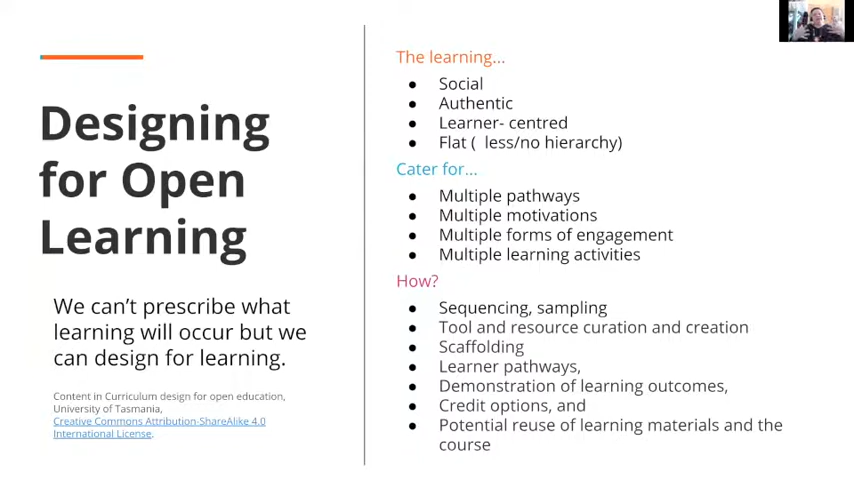 Designing
for Open
Learning
We can't prescribe what
learning will occur but we
can design for learning.
Content in Curriculum design for open education,
University of Tasmania,
Creative Commons Attribution-ShareAlike 4.0
International License.
The learning...
● Social
● Authentic
● Learner- centred
● Flat ( less/no hierarchy)
Cater for...
● Multiple pathways
● Multiple motivations
● Multiple forms of engagement
● Multiple learning activities
How?
● Sequencing, sampling
● Tool and resource curation and creation
● Scaffolding
● Learner pathways,
● Demonstration of learning outcomes,
● Credit options, and
● Potential reuse of learning materials and the
course